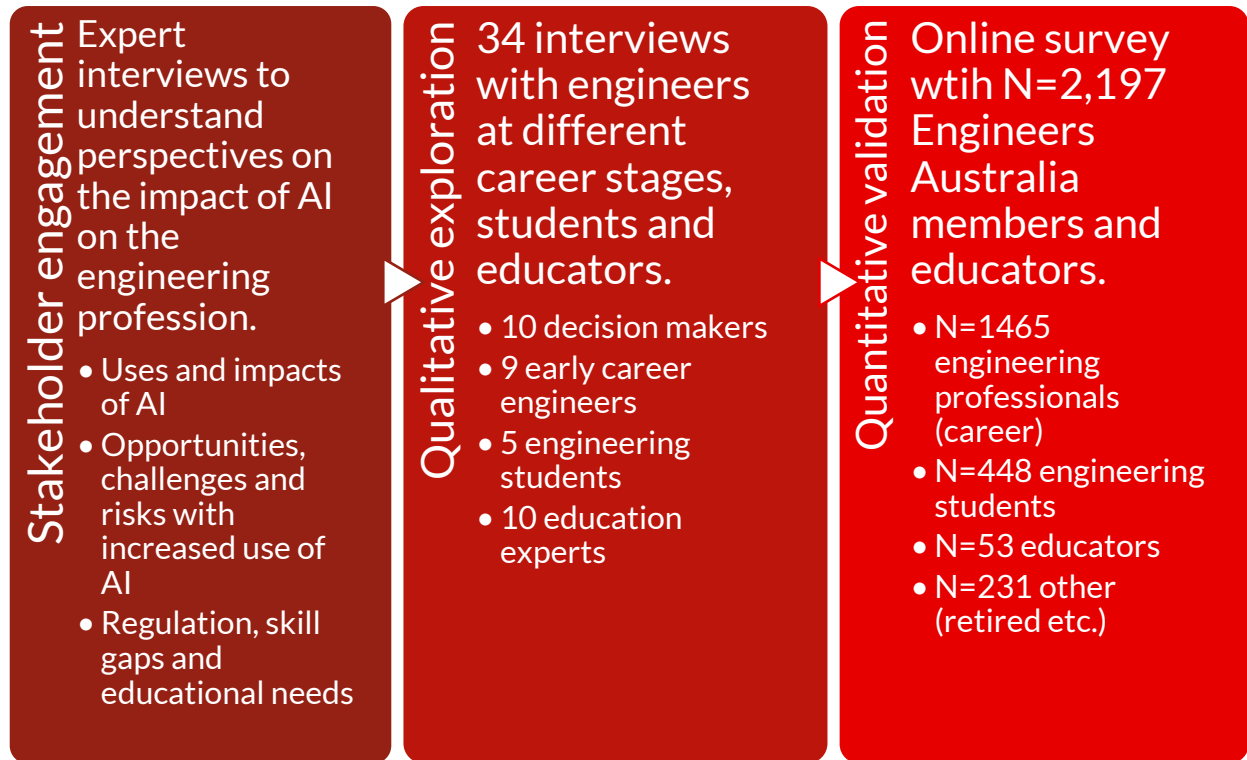 Stakeholder engagement
Expert
interviews to
understand
perspectives on
the impact of AI
on the
engineering
profession.
• Uses and impacts
of AI
• Opportunities,
challenges and
risks with
increased use of
AI
• Regulation, skill
gaps and
educational needs
Qualitative exploration
34 interviews
with engineers
at different
career stages,
students and
educators.
• 10 decision makers
• 9 early career
engineers
• 5 engineering
students
• 10 education
experts
Quantitative validation
Online survey
wtih N=2,197
Engineers
Australia
members and
educators.
• N=1465
engineering
professionals
(career)
• N=448 engineering
students
• N=53 educators
• N=231 other
(retired etc.)